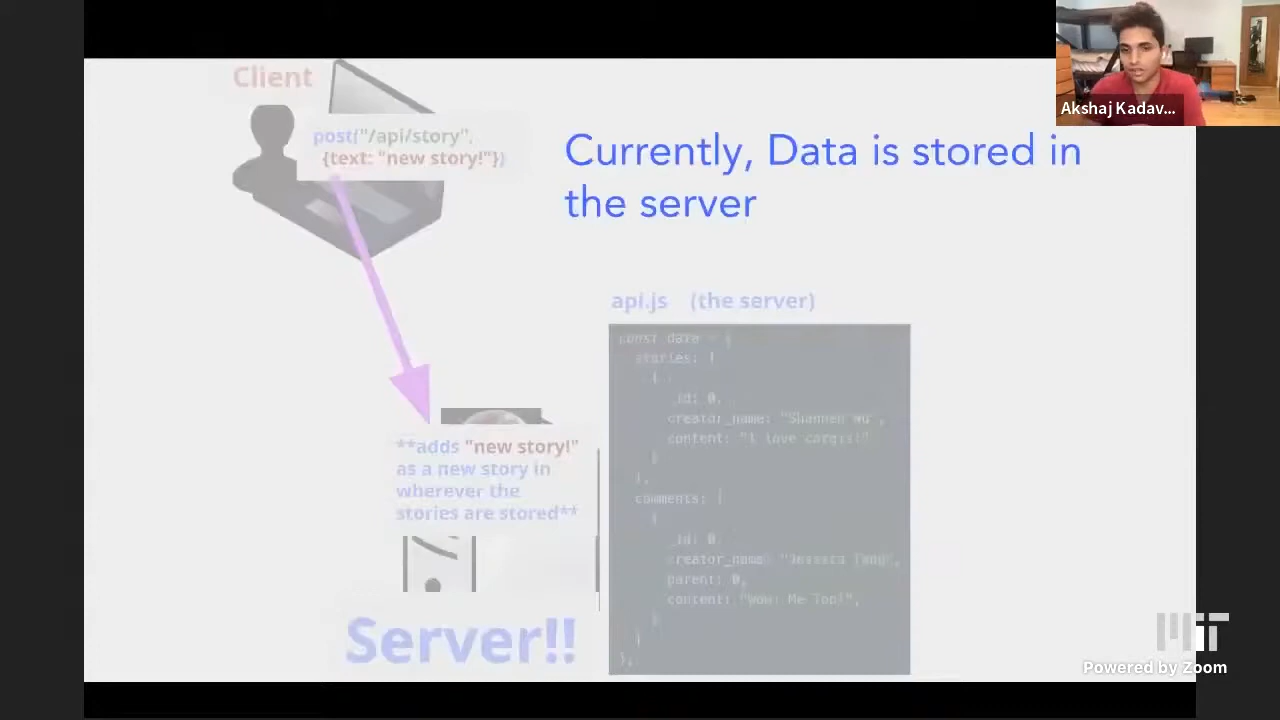 Client
post("/api/story",
{text: "new story!"})
Currently, Data is stored in
the server
Akshaj Kadav...
api.js (the server)
const data = {
stories: [
{
_id: 0,
creator_name: "Shannen Wu",
content: "I love corgis!"
}
],
comments: [
{
_id: 0,
creator_name: "Jessica Tang",
parent: 0,
content: "Wow! Me Too!",
}
]
};
**adds "new story!"
as a new story in
wherever the
stories are stored**
Server!!
MIT
Powered by Zoom